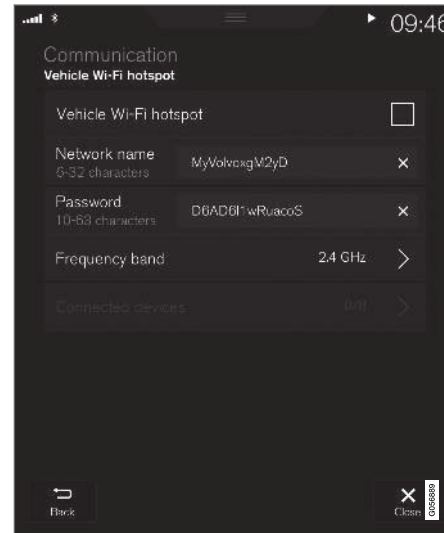 09:46
Communication
Vehicle Wi-Fi hotspot
Vehicle Wi-Fi hotspot
Network name
6-32 characters
MyVolvoxgM2yD
Password
10-63 characters
D6AD6l1wRuacoS
Frequency band
2.4 GHz
Connected devices
Back
Close
G056889